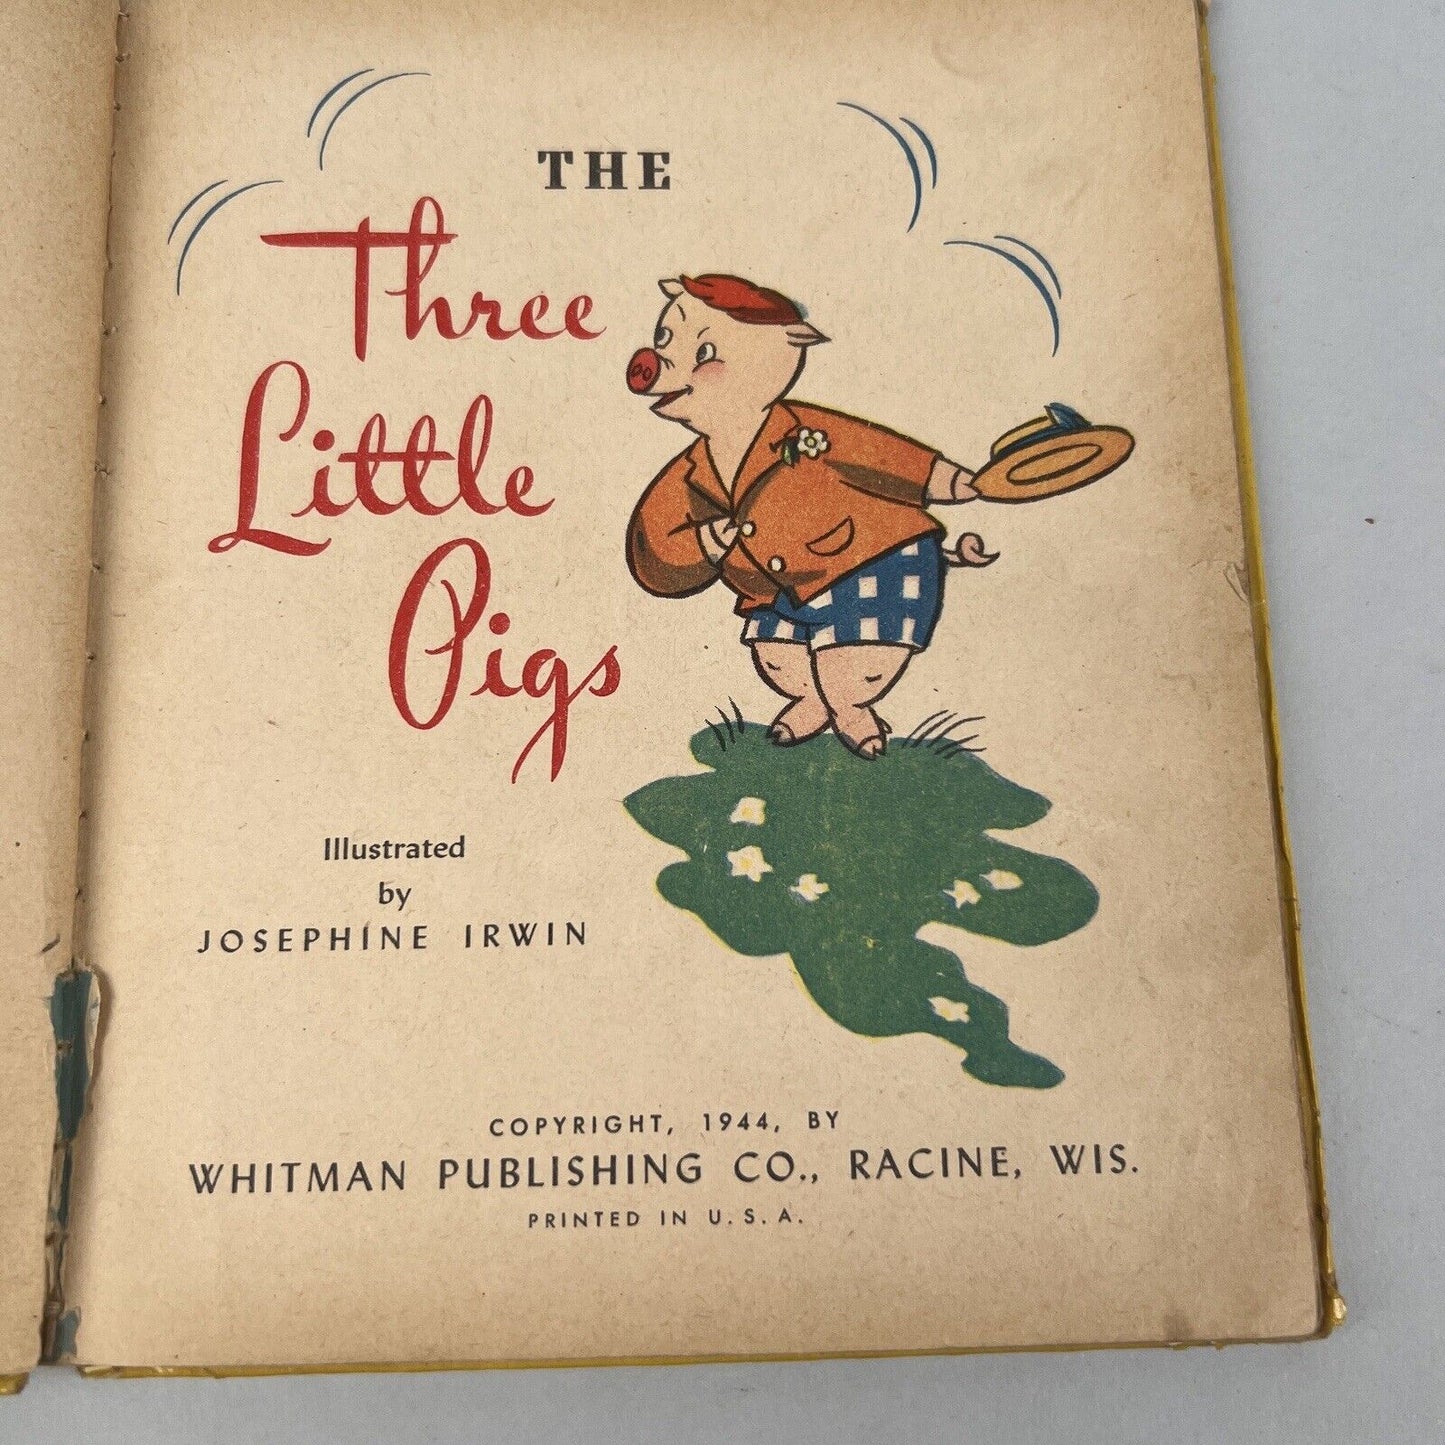 THE
Three
Little
Pigs
Illustrated
by
JOSEPHINE IRWIN
COPYRIGHT, 1944, BY
WHITMAN PUBLISHING CO., RACINE, WIS.
PRINTED IN U.S.A.